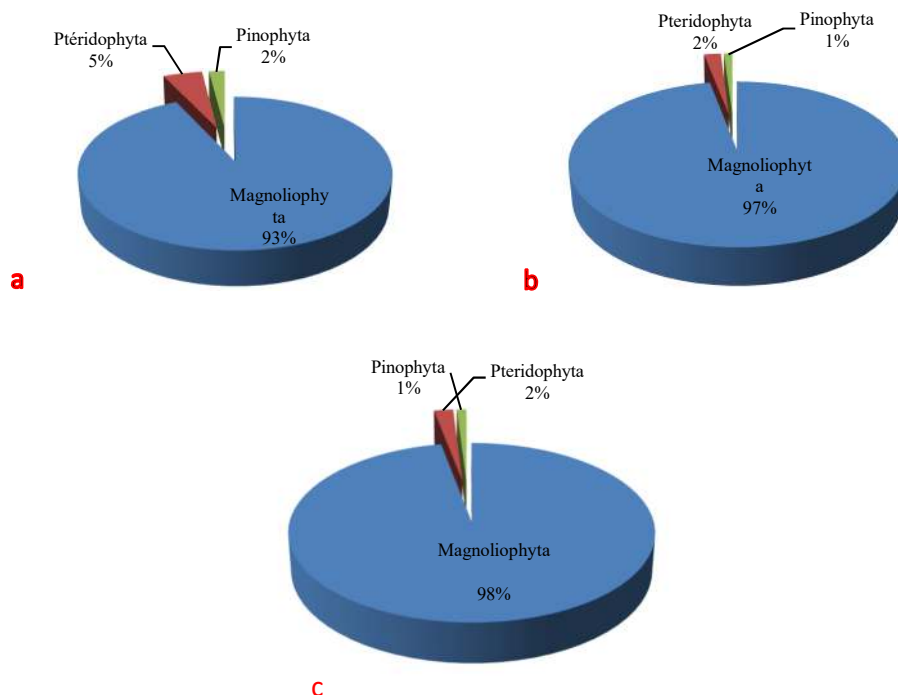 Ptéridophyta
5%
Pinophyta
2%
Magnoliophy
ta
93%
a
Pteridophyta
2%
Pinophyta
1%
Magnoliophyt
a
97%
b
Pinophyta
1%
Pteridophyta
2%
Magnoliophyta
98%
c